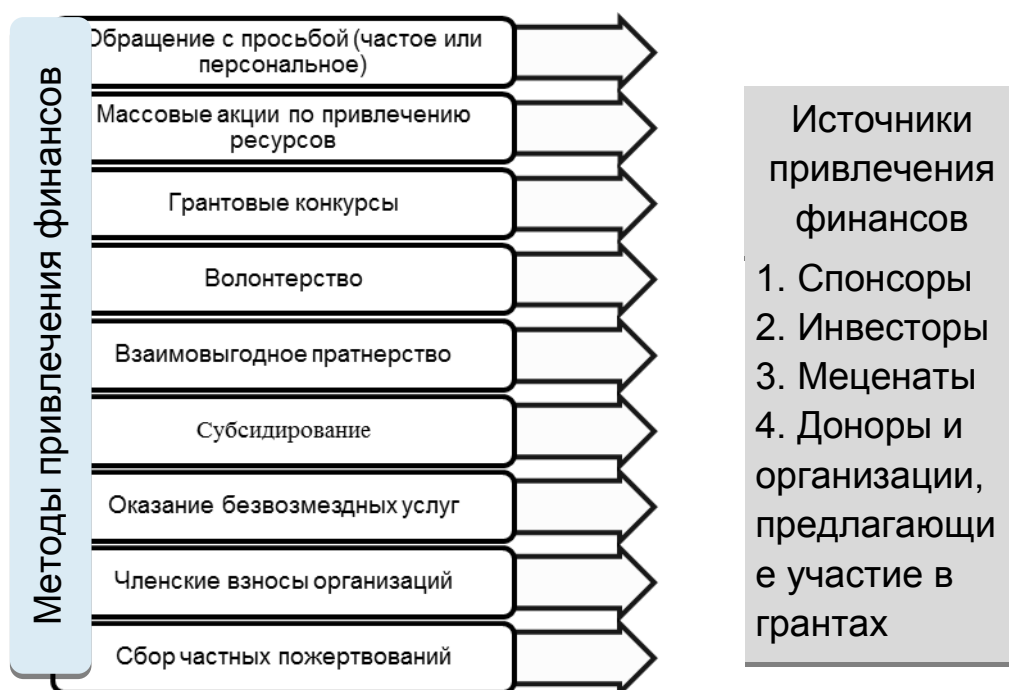 Методы привлечения финансов
Обращение с просьбой (частое или
персональное)
Массовые акции по привлечению
ресурсов
Грантовые конкурсы
Волонтерство
Взаимовыгодное пратнерство
Субсидирование
Оказание безвозмездных услуг
Членские взносы организаций
Сбор частных пожертвований
Источники
привлечения
финансов
1. Спонсоры
2. Инвесторы
3. Меценаты
4. Доноры и
организации,
предлагающи
е участие в
грантах